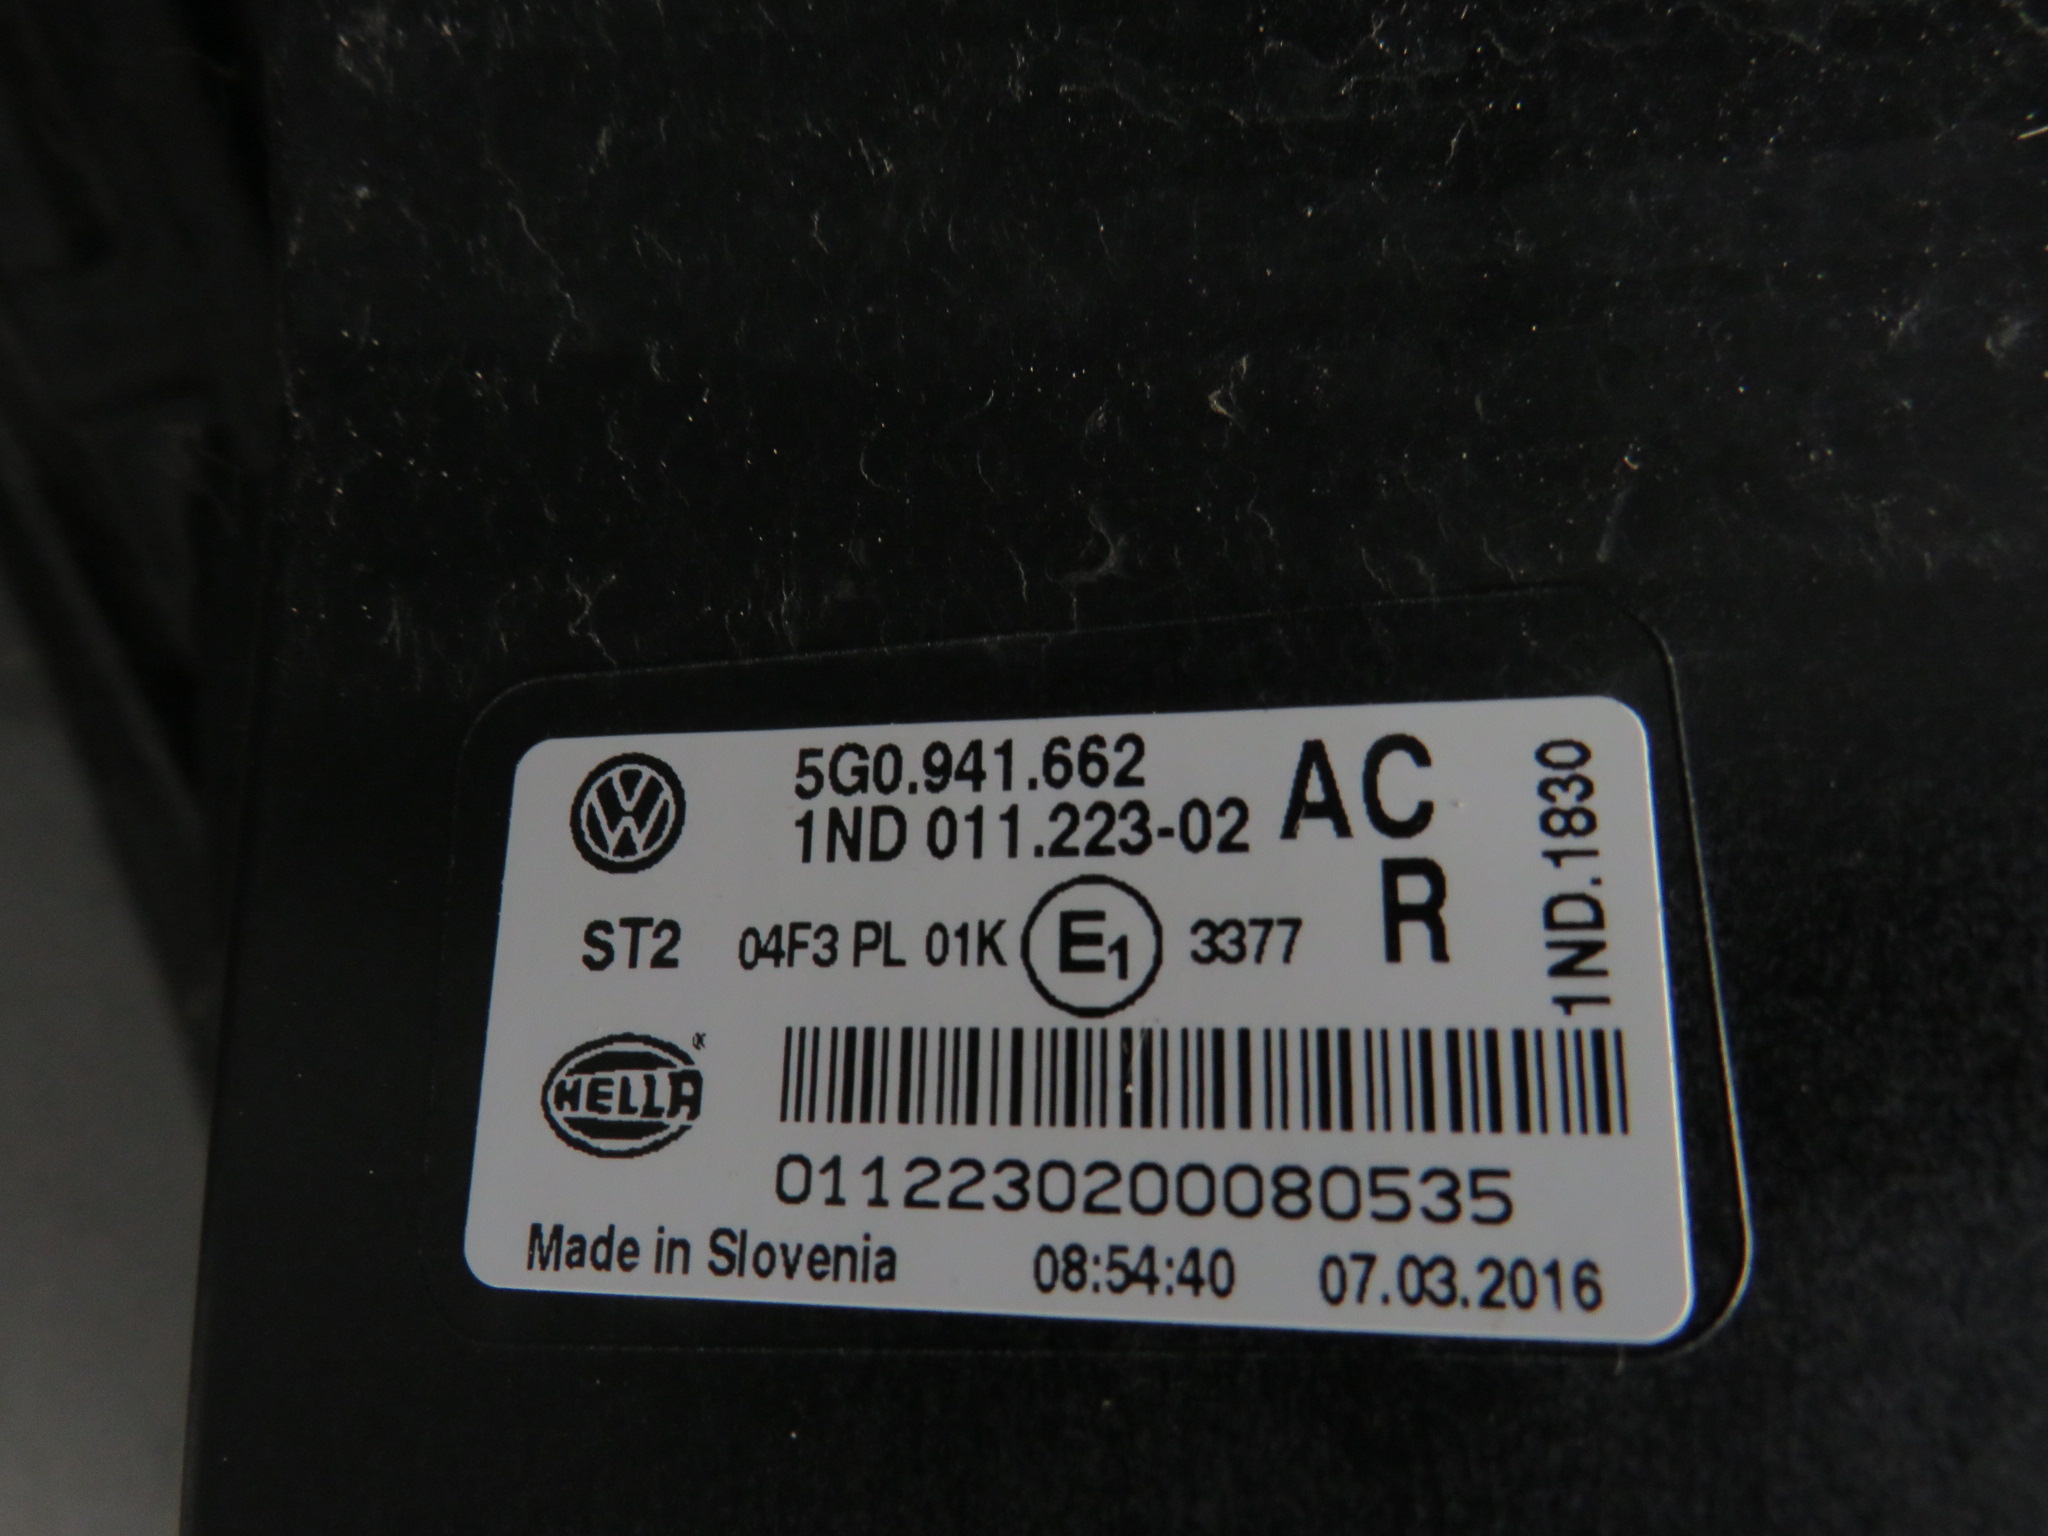 5G0.941.662 AC
1ND 011.223-02
R
1ND.1830
ST2 04F3 PL 01K E1 3377
HELLA
0112230200080535
Made in Slovenia 08:54:40 07.03.2016